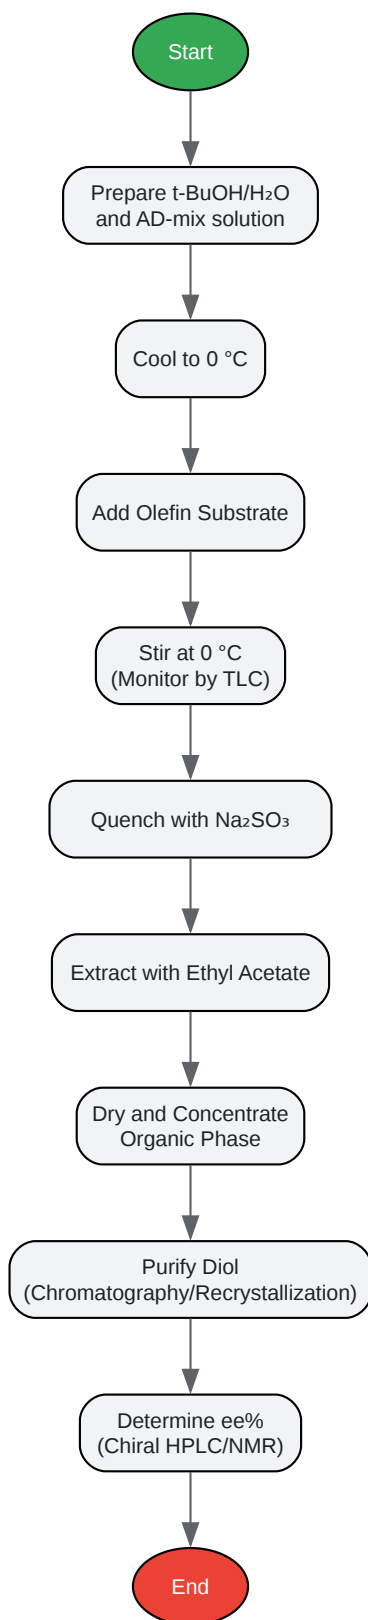 Start
Prepare t-BuOH/H₂O
and AD-mix solution
Cool to 0 °C
Add Olefin Substrate
Stir at 0 °C
(Monitor by TLC)
Quench with Na₂SO₃
Extract with Ethyl Acetate
Dry and Concentrate
Organic Phase
Purify Diol
(Chromatography/Recrystallization)
Determine ee%
(Chiral HPLC/NMR)
End